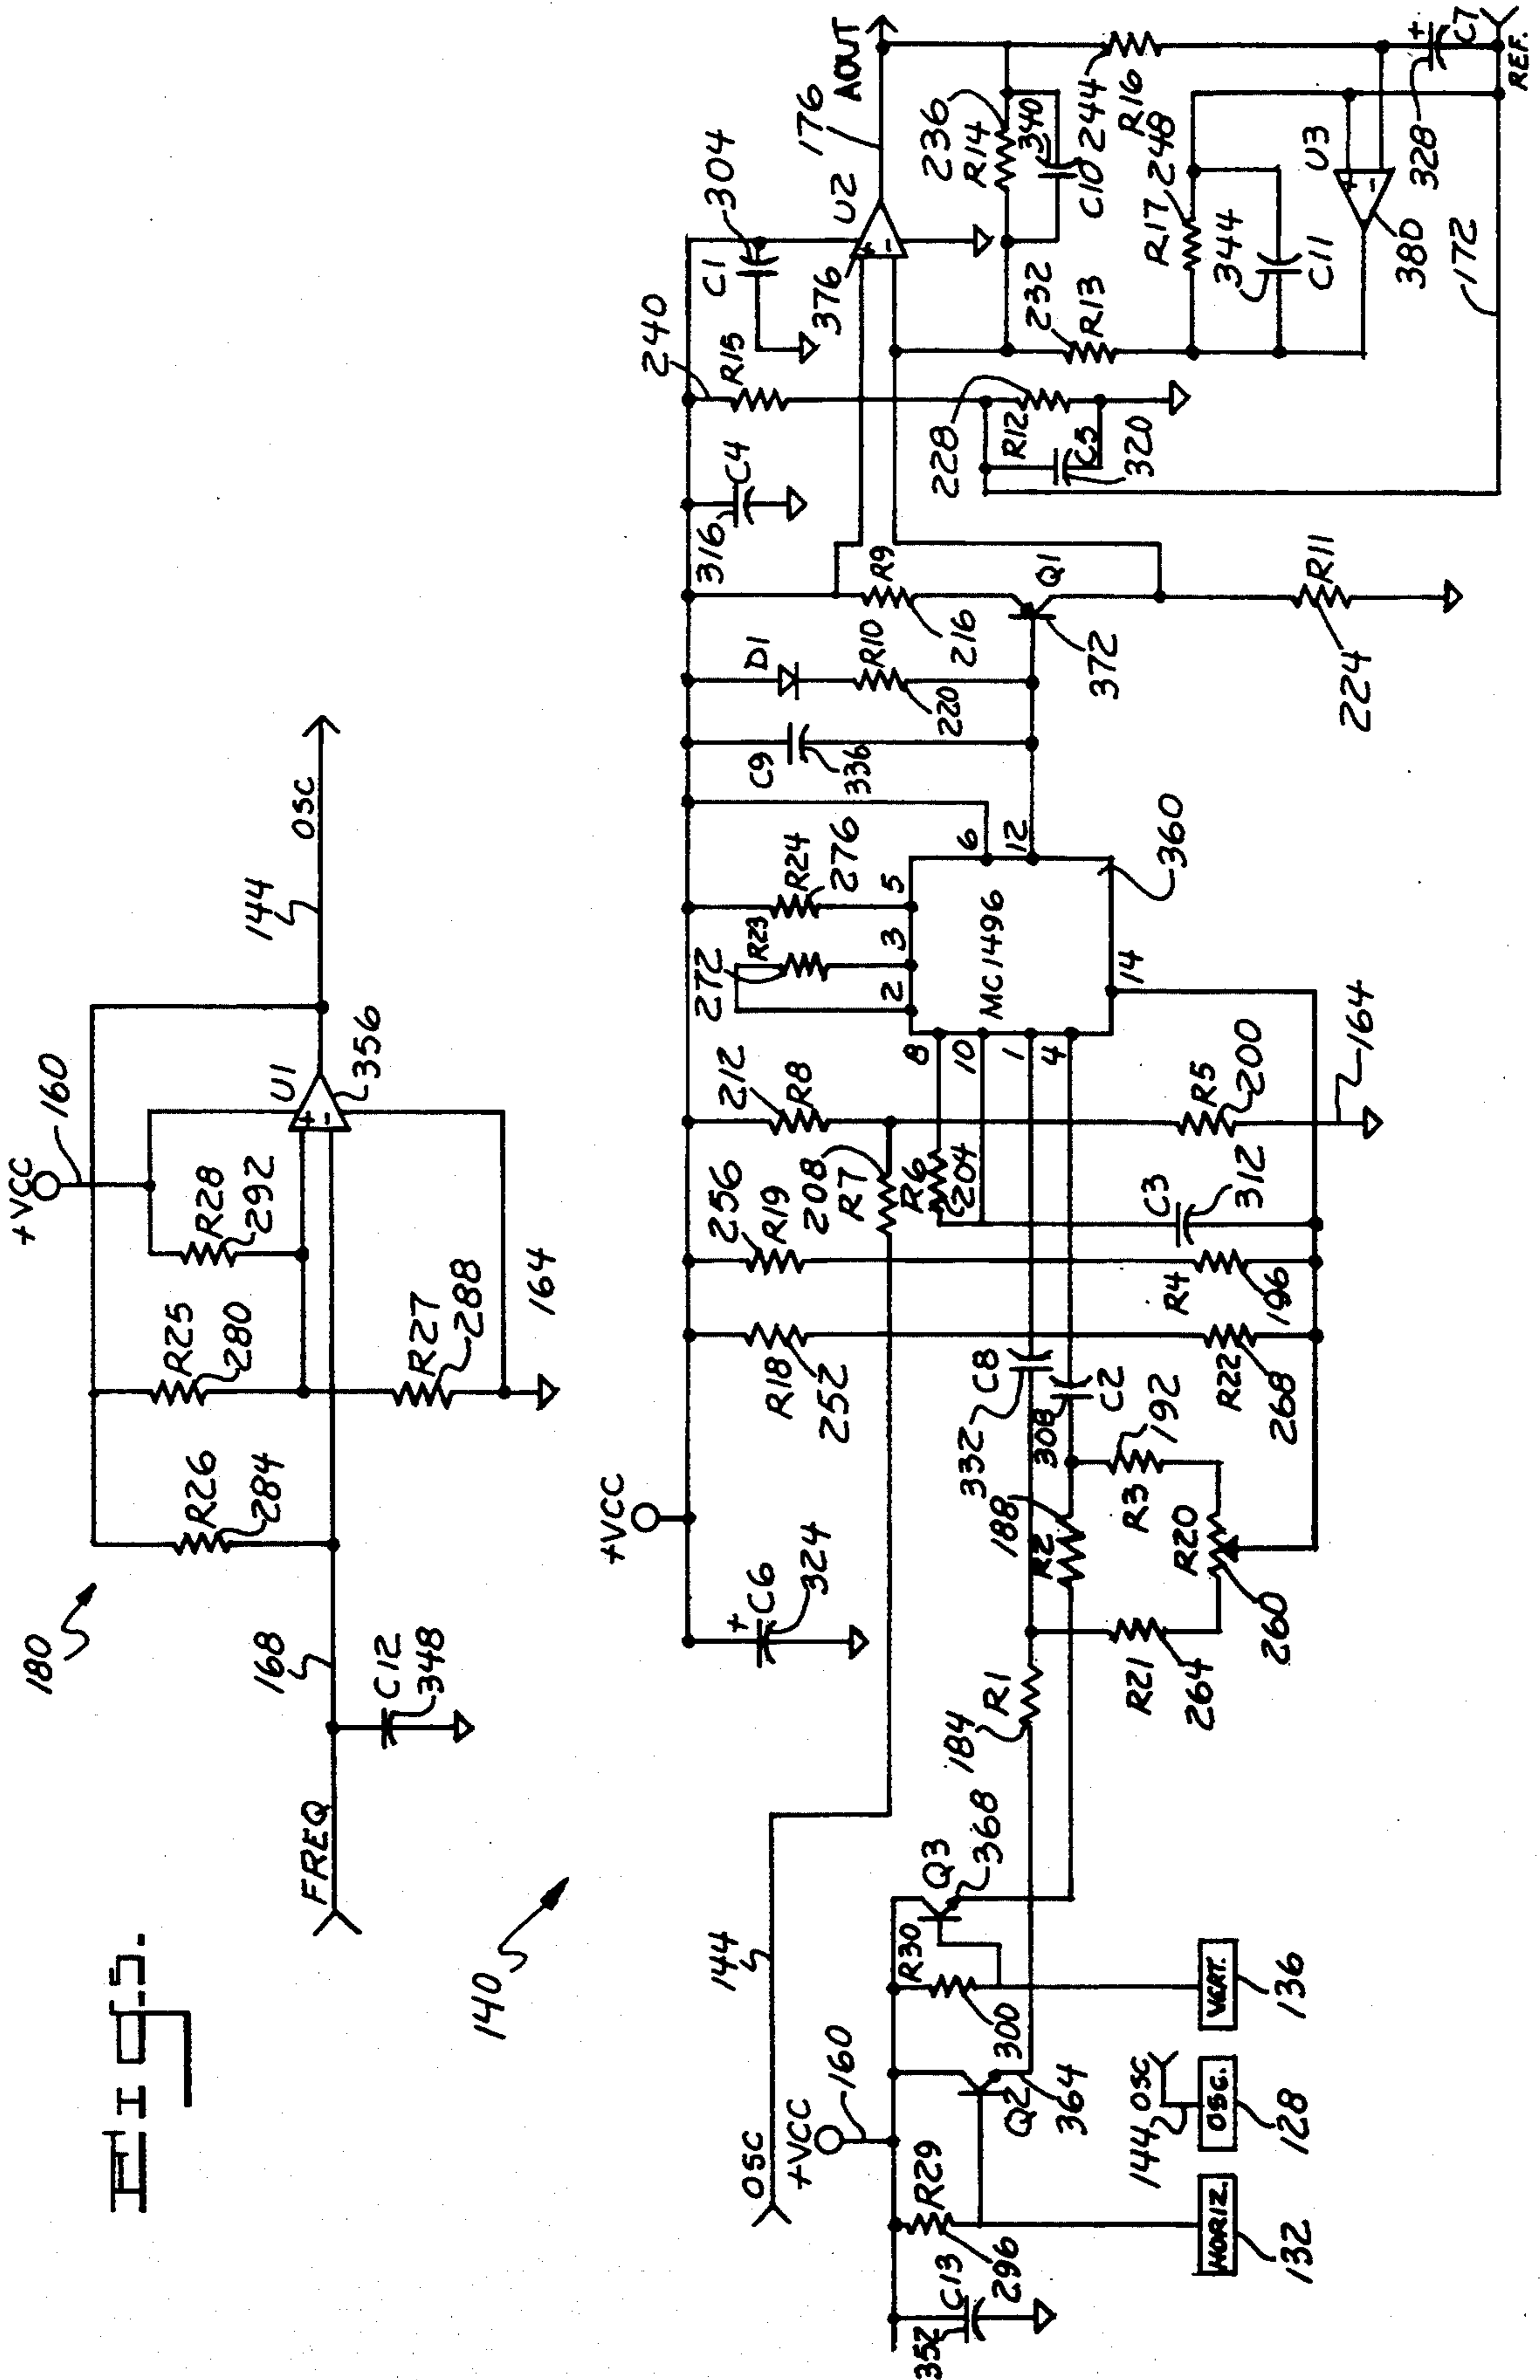 FIG. 5.
180
+VCC
160
144
OSC
R26
284
R25
280
R28
292
U1
356
FREQ
168
C12
348
R27
288
164
140
OSC
144
+VCC
C6
+
324
R18
252
256
R19
208
R7
212
R8
272
R23
R24
276
C9
336
D1
R10
220
R9
216
316
C4
240
R15
C1
304
376
+
-
U2
176
AOUT
+VCC
160
352
C13
R29
296
Q2
364
R30
300
Q3
368
184
R1
188
R2
332
C8
308
C2
R6
204
8
10
1
4
2
3
5
6
12
14
MC1496
360
Q1
372
228
R12
C5
320
232
R13
236
R14
340
C10
244
R16
R17
248
344
C11
U3
+
-
380
328
+
C7
172
REF.
R21
264
R20
260
R3
192
R22
268
R4
196
C3
312
R5
200
164
224
R11
144
OSC
HORIZ.
OSC.
VERT.
132
128
136